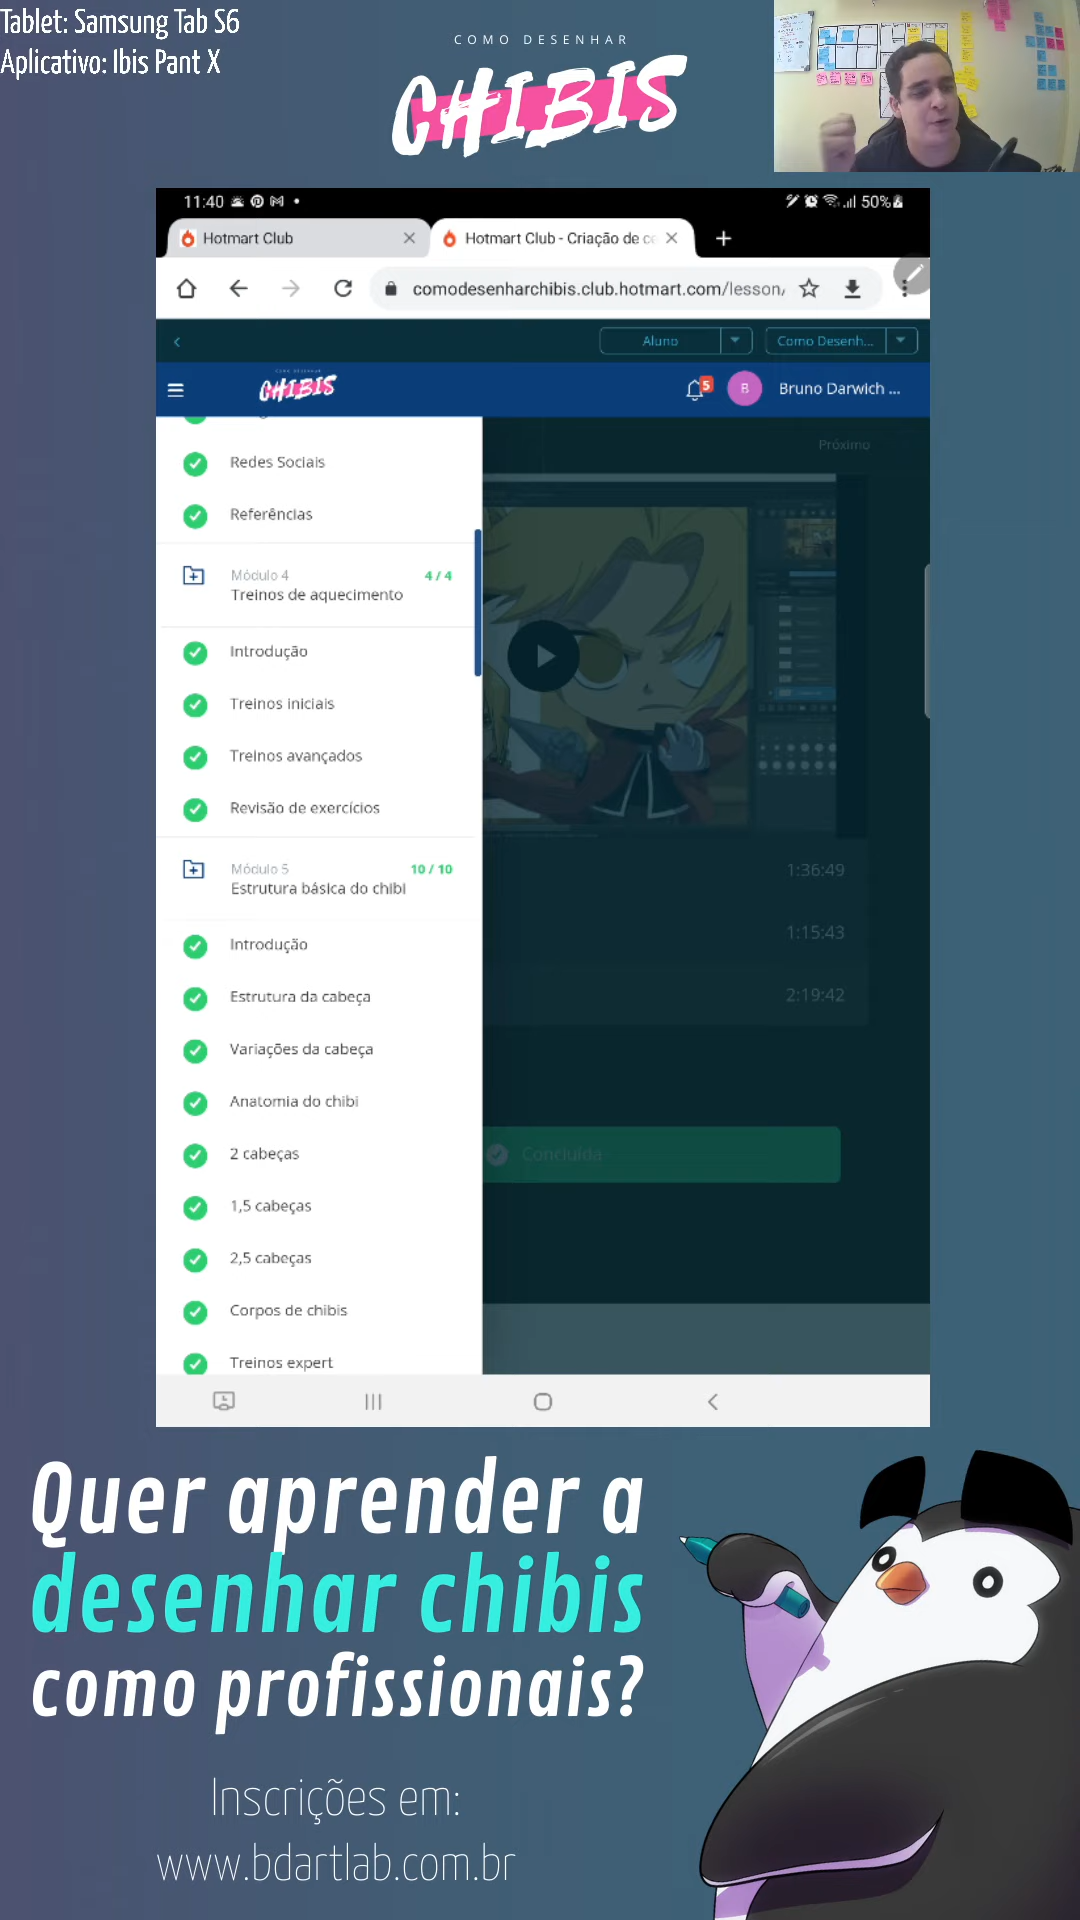 Tablet: Samsung Tab S6
Aplicativo: Ibis Pant X
COMO DESENHAR
CHIBIS
11:40
50%
Hotmart Club
Hotmart Club - Criação de ce
comodesenharchibis.club.hotmart.com/lesson/
Aluno
Como Desenh...
CHIBIS
5
B
Bruno Darwich ...
Próximo
Redes Sociais
Referências
Módulo 4
4 / 4
Treinos de aquecimento
Introdução
Treinos iniciais
Treinos avançados
Revisão de exercícios
Módulo 5
10 / 10
Estrutura básica do chibi
1:36:49
1:15:43
2:19:42
Introdução
Estrutura da cabeça
Variações da cabeça
Anatomia do chibi
2 cabeças
Concluída
1,5 cabeças
2,5 cabeças
Corpos de chibis
Treinos expert
Quer aprender a
desenhar chibis
como profissionais?
Inscrições em:
www.bdartlab.com.br